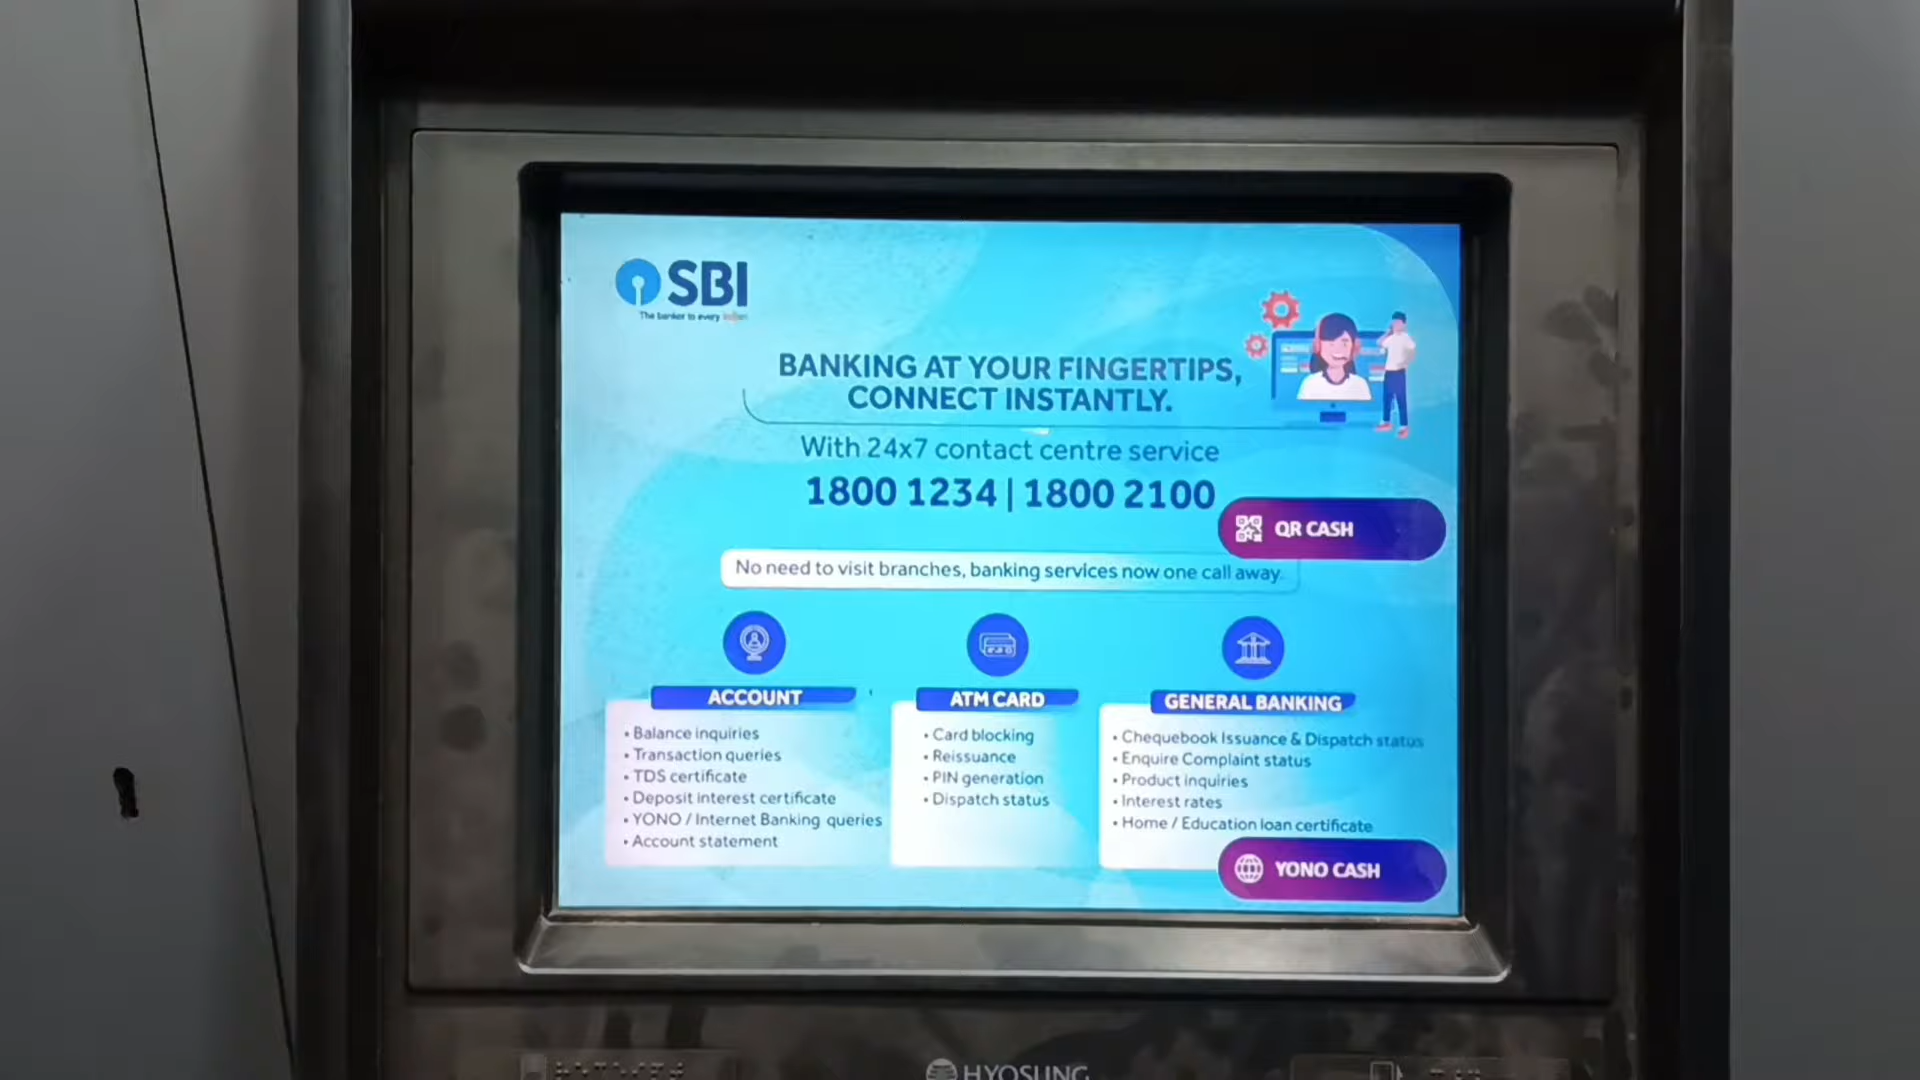 SBI
The banker to every Indian
BANKING AT YOUR FINGERTIPS,
CONNECT INSTANTLY.
With 24x7 contact centre service
1800 1234 | 1800 2100
QR CASH
No need to visit branches, banking services now one call away.
ACCOUNT
• Balance inquiries
• Transaction queries
• TDS certificate
• Deposit interest certificate
• YONO / Internet Banking queries
• Account statement
ATM CARD
• Card blocking
• Reissuance
• PIN generation
• Dispatch status
GENERAL BANKING
• Chequebook Issuance & Dispatch status
• Enquire Complaint status
• Product inquiries
• Interest rates
• Home / Education loan certificate
YONO CASH
HYOSUNG